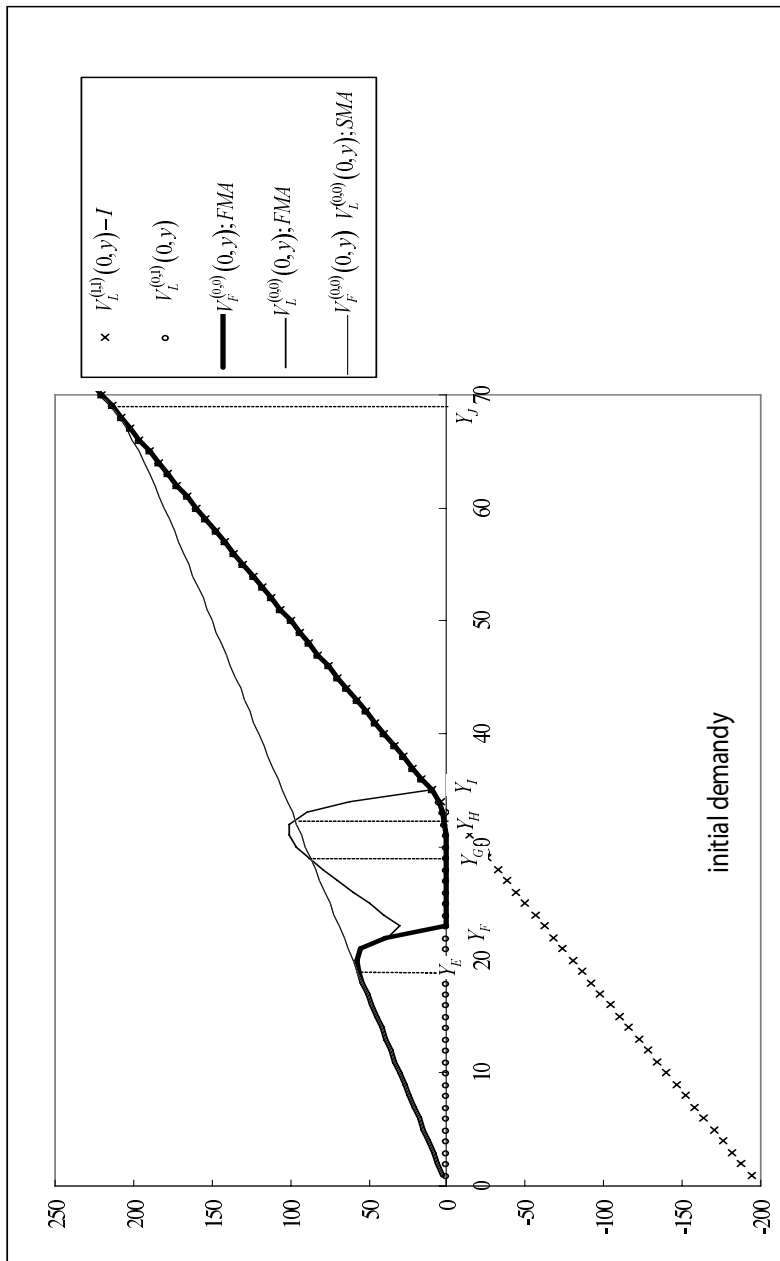 × V_L^{(1,1)}(0,y)−I
o V_L^{(0,1)}(0,y)
V_F^{(0,0)}(0,y);FMA
V_L^{(0,0)}(0,y);FMA
V_F^{(0,0)}(0,y) V_L^{(0,0)}(0,y);SMA
250
200
150
100
50
0
-50
-100
-150
-200
0
10
20
0
40
50
60
70
Y_E
Y_F
Y_G
Y_H
Y_I
Y_J
initial demandy